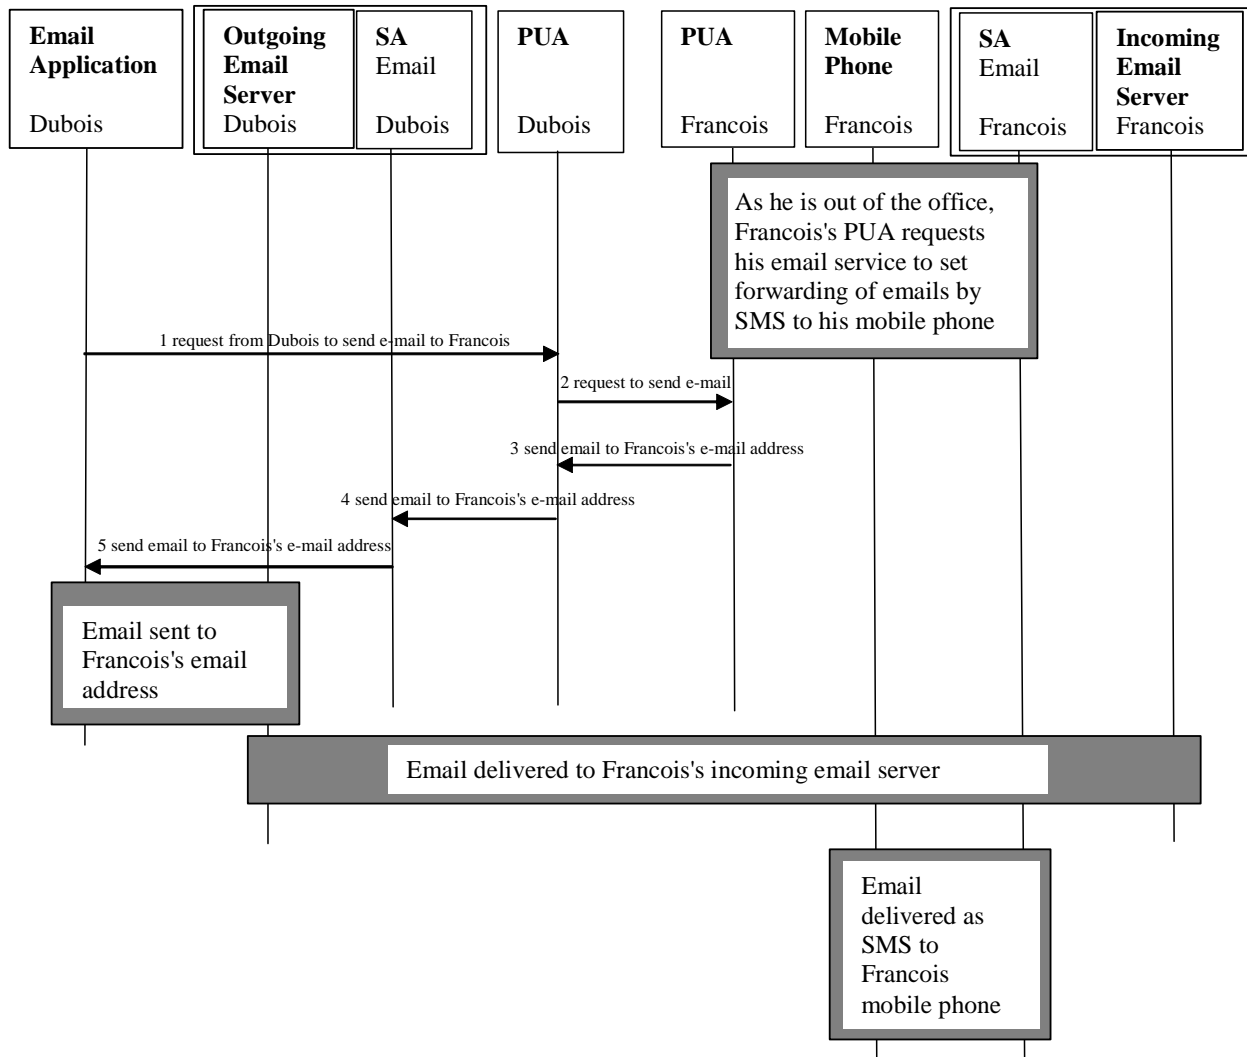 Email
Application
Dubois
Outgoing
Email
Server
Dubois
SA
Email
Dubois
PUA
Dubois
PUA
Francois
Mobile
Phone
Francois
SA
Email
Francois
Incoming
Email
Server
Francois
As he is out of the office,
Francois's PUA requests
his email service to set
forwarding of emails by
SMS to his mobile phone
1 request from Dubois to send e-mail to Francois
2 request to send e-mail
3 send email to Francois's e-mail address
4 send email to Francois's e-mail address
5 send email to Francois's e-mail address
Email sent to
Francois's email
address
Email delivered to Francois's incoming email server
Email
delivered as
SMS to
Francois
mobile phone